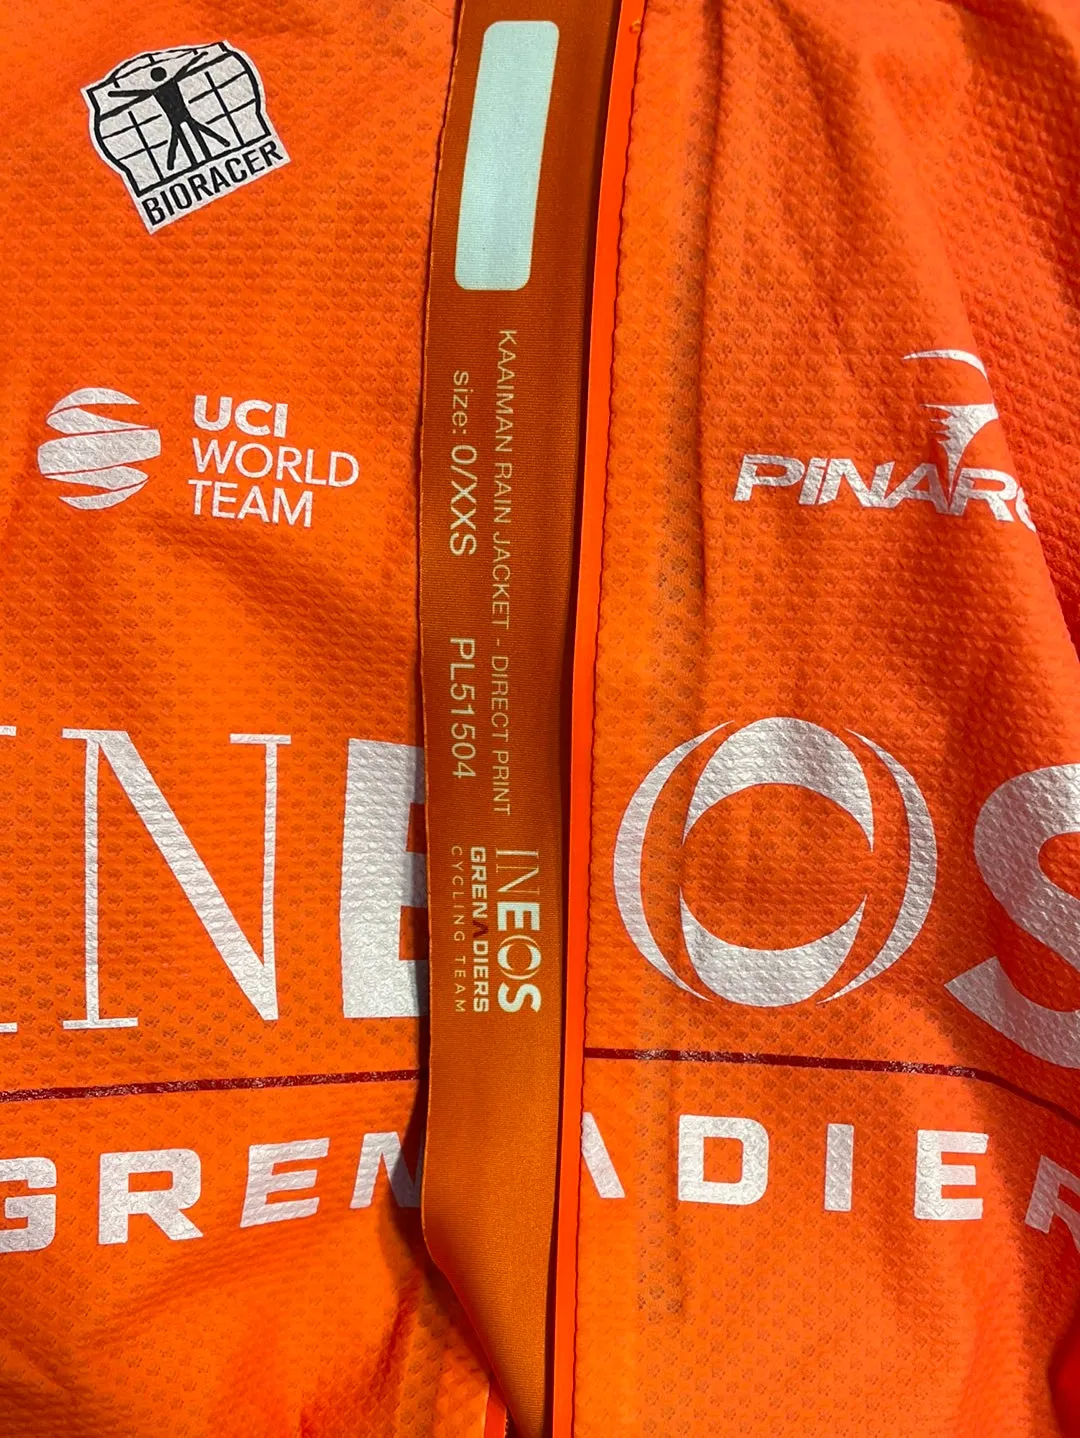 BIORACER
UCI
WORLD
TEAM
KAAIMAN RAIN JACKET - DIRECT PRINT
size: 0/XXS PL51504
INEOS
GRENADIERS
CYCLING TEAM
INEOS
GRENADIER